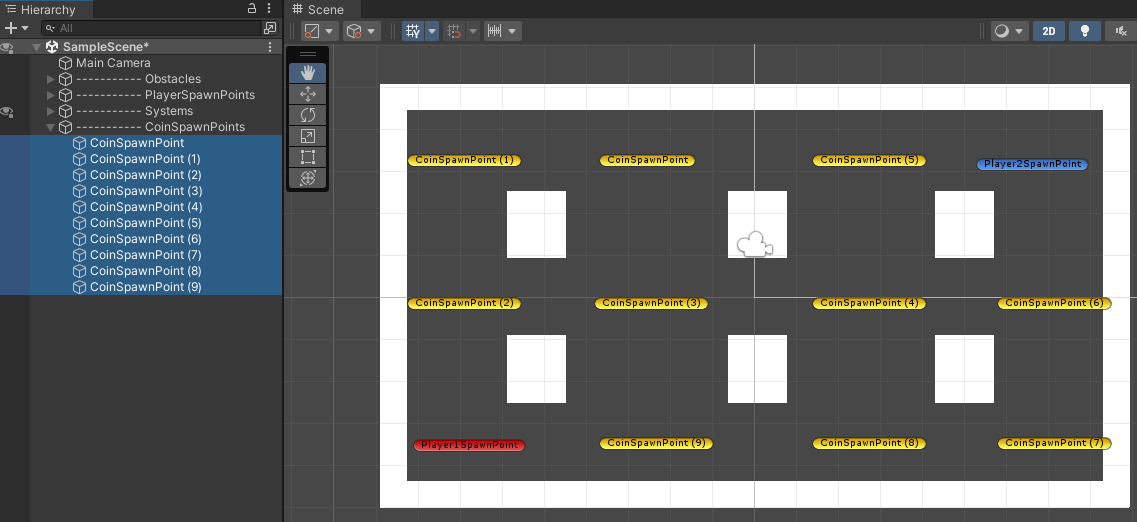 Hierarchy
All
SampleScene*
Main Camera
----------- Obstacles
----------- PlayerSpawnPoints
----------- Systems
----------- CoinSpawnPoints
CoinSpawnPoint
CoinSpawnPoint (1)
CoinSpawnPoint (2)
CoinSpawnPoint (3)
CoinSpawnPoint (4)
CoinSpawnPoint (5)
CoinSpawnPoint (6)
CoinSpawnPoint (7)
CoinSpawnPoint (8)
CoinSpawnPoint (9)
Scene
2D
CoinSpawnPoint (1) CoinSpawnPoint CoinSpawnPoint (5) Player2SpawnPoint
CoinSpawnPoint (2) CoinSpawnPoint (3) CoinSpawnPoint (4) CoinSpawnPoint (6)
Player1SpawnPoint CoinSpawnPoint (9) CoinSpawnPoint (8) CoinSpawnPoint (7)